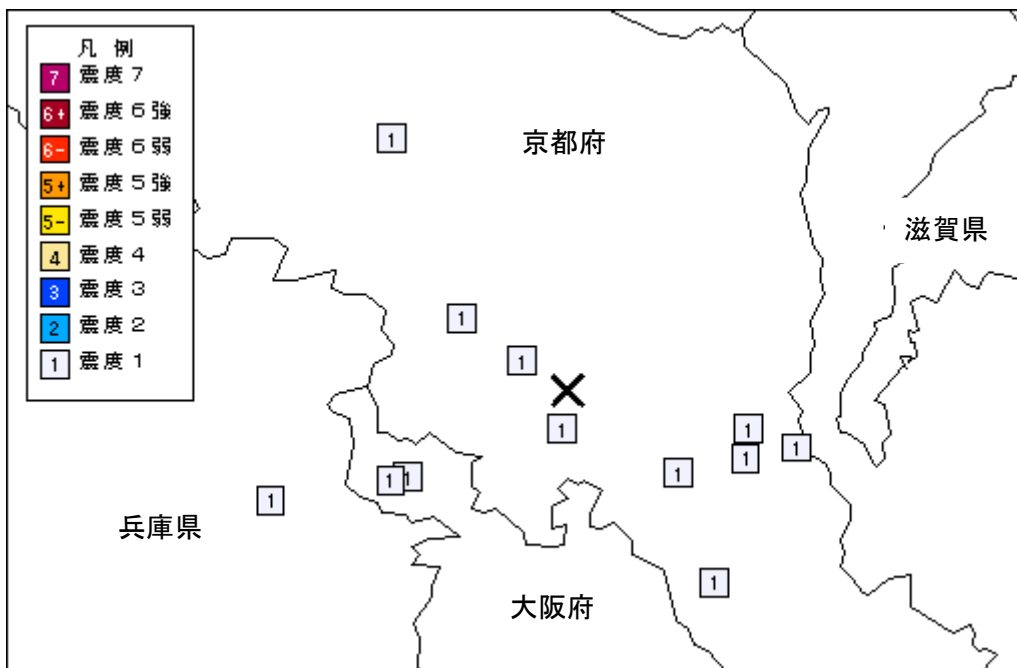 凡 例
7 震度7
6+ 震度6強
6- 震度6弱
5+ 震度5強
5- 震度5弱
4 震度4
3 震度3
2 震度2
1 震度1
1
京都府
滋賀県
1
1
1
1
1
1
1
1
1
1
兵庫県
大阪府
1